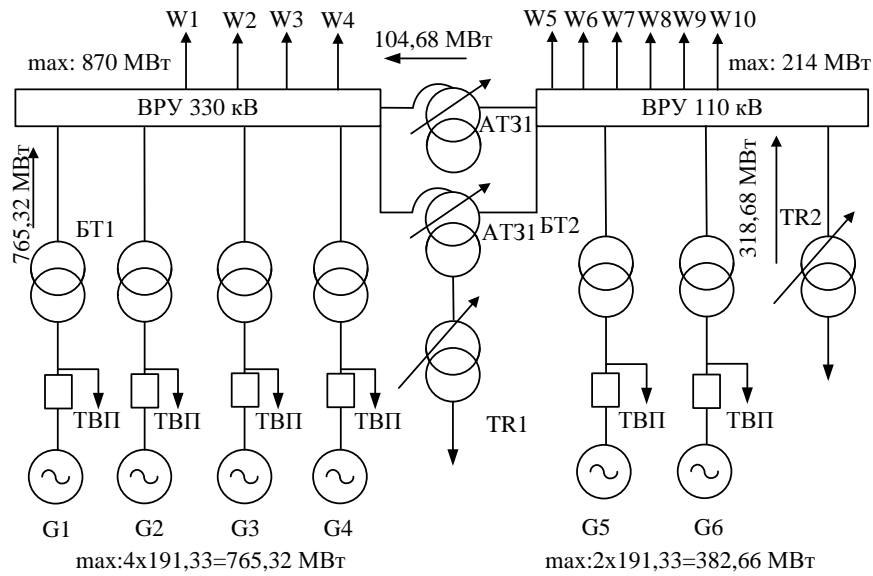 W1 W2 W3 W4
W5 W6 W7 W8 W9 W10
104,68 МВт
max: 870 МВт
max: 214 МВт
ВРУ 330 кВ
ВРУ 110 кВ
АТЗ1
765,32 МВт
БТ1
АТЗ1
БТ2
318,68 МВт
TR2
ТВП
ТВП
ТВП
ТВП
TR1
ТВП
ТВП
G1
G2
G3
G4
G5
G6
max:4x191,33=765,32 МВт
max:2x191,33=382,66 МВт